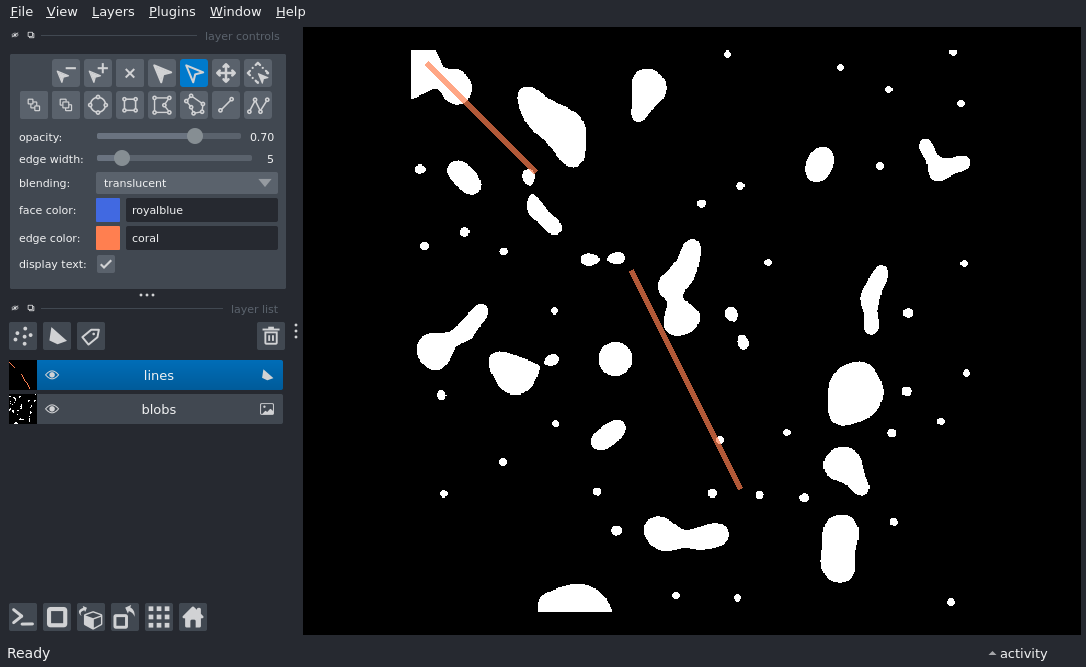 File View Layers Plugins Window Help
layer controls
opacity: 0.70
edge width: 5
blending: translucent
face color: royalblue
edge color: coral
display text:
layer list
lines
blobs
Ready
activity